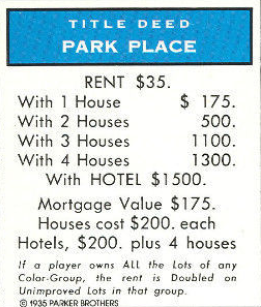 TITLE DEED
PARK PLACE
RENT $35.
With 1 House $ 175.
With 2 Houses 500.
With 3 Houses 1100.
With 4 Houses 1300.
With HOTEL $1500.
Mortgage Value $175.
Houses cost $200. each
Hotels, $200. plus 4 houses
If a player owns ALL the Lots of any
Color-Group, the rent is Doubled on
Unimproved Lots in that group.
© 1935 PARKER BROTHERS